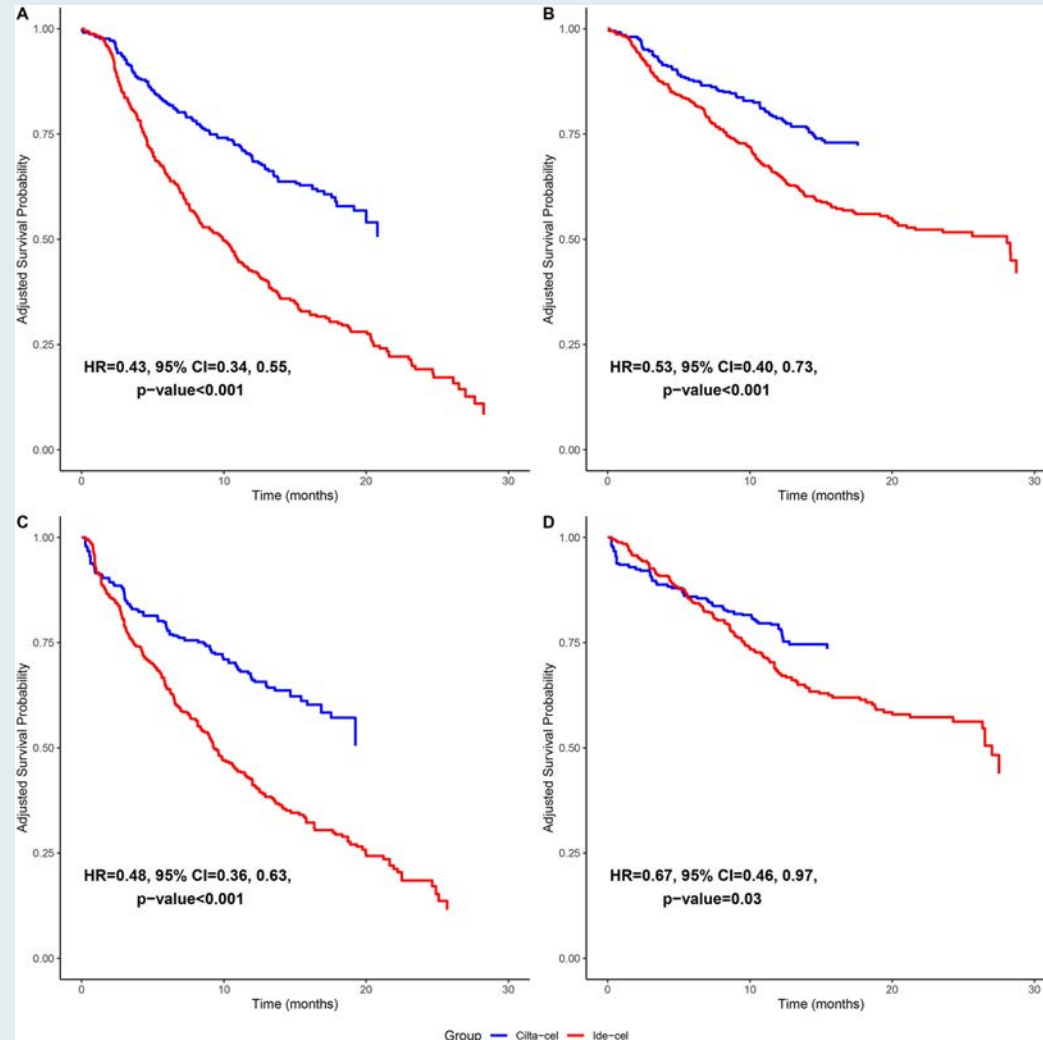 A
1.00
0.75
0.50
0.25
0.00
Adjusted Survival Probability
HR=0.43, 95% CI=0.34, 0.55,
p−value<0.001
0 10 20 30
Time (months)
B
1.00
0.75
0.50
0.25
0.00
Adjusted Survival Probability
HR=0.53, 95% CI=0.40, 0.73,
p−value<0.001
0 10 20 30
Time (months)
C
1.00
0.75
0.50
0.25
0.00
Adjusted Survival Probability
HR=0.48, 95% CI=0.36, 0.63,
p−value<0.001
0 10 20 30
Time (months)
D
1.00
0.75
0.50
0.25
0.00
Adjusted Survival Probability
HR=0.67, 95% CI=0.46, 0.97,
p−value=0.03
0 10 20 30
Time (months)
Group Cilta−cel Ide−cel